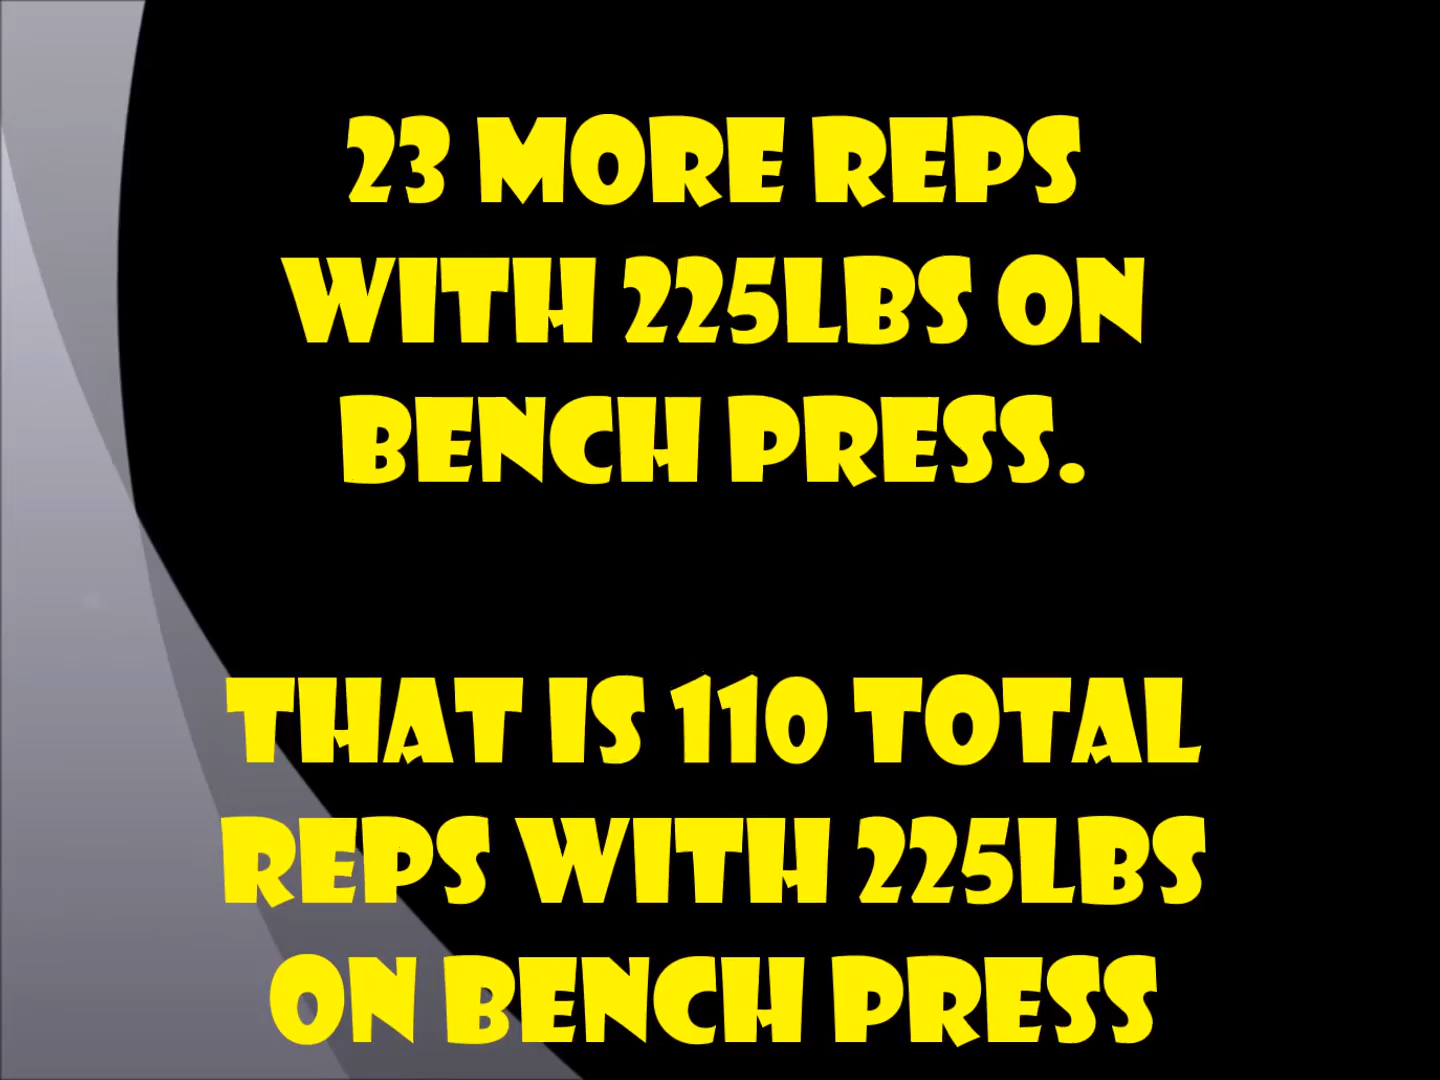 23 MORE REPS
WITH 225LBS ON
BENCH PRESS.
THAT IS 110 TOTAL
REPS WITH 225LBS
ON BENCH PRESS